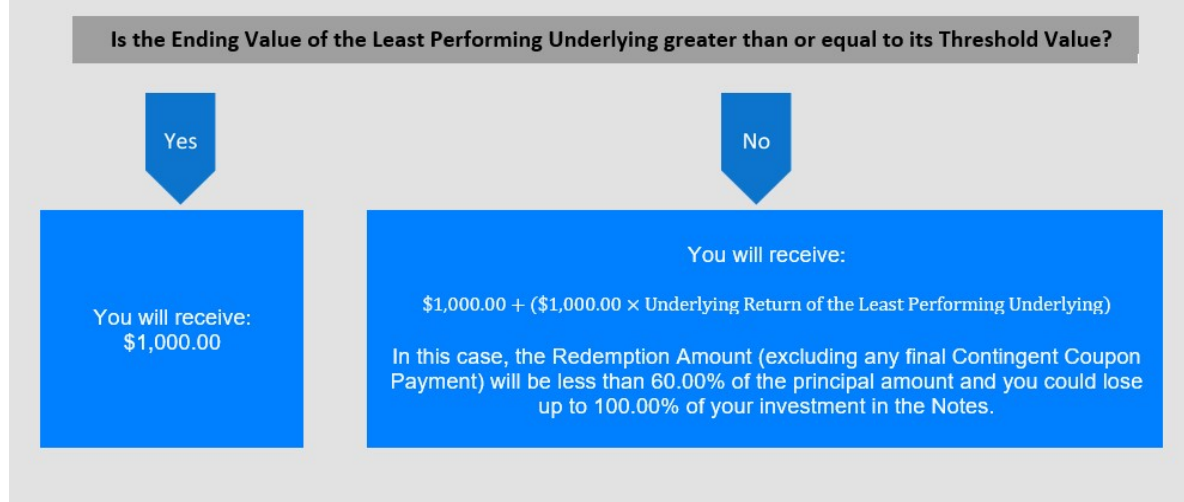 Is the Ending Value of the Least Performing Underlying greater than or equal to its Threshold Value?
Yes
No
You will receive:
$1,000.00
You will receive:
$1,000.00 + ($1,000.00 × Underlying Return of the Least Performing Underlying)
In this case, the Redemption Amount (excluding any final Contingent Coupon
Payment) will be less than 60.00% of the principal amount and you could lose
up to 100.00% of your investment in the Notes.